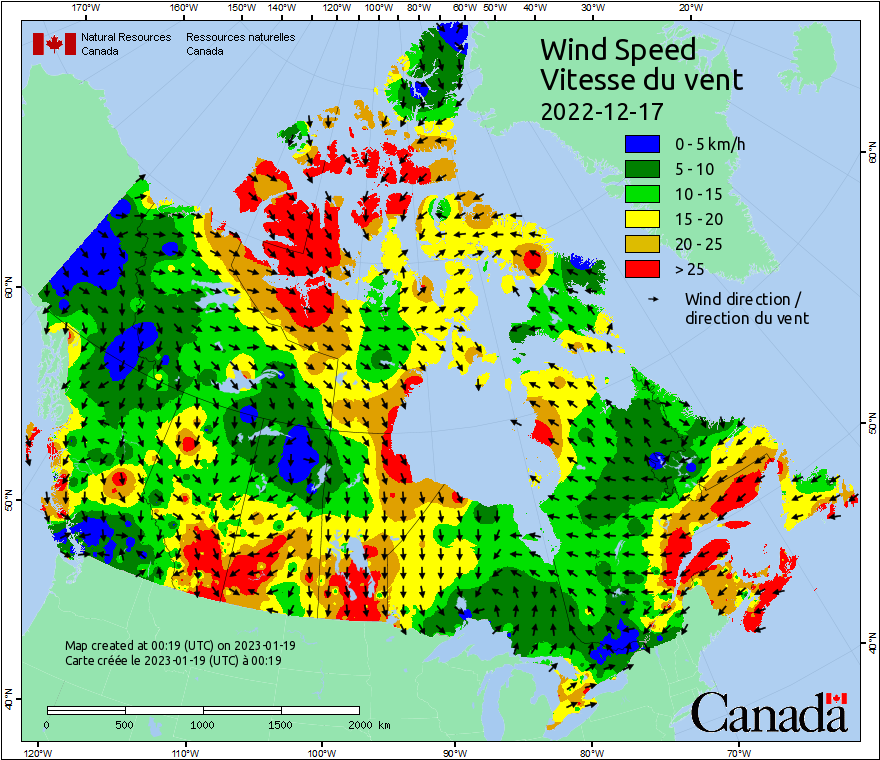 170°W 160°W 150°W 140°W 120°W 100°W 80°W 60°W 50°W 40°W 30°W 20°W
Natural Resources Ressources naturelles
Canada Canada
Wind Speed
Vitesse du vent
2022-12-17
0 - 5 km/h
5 - 10
10 - 15
15 - 20
20 - 25
> 25
Wind direction /
direction du vent
60°N
60°N
50°N
50°N
40°N
40°N
Map created at 00:19 (UTC) on 2023-01-19
Carte créée le 2023-01-19 (UTC) à 00:19
0 500 1000 1500 2000 km
Canada
120°W 110°W 100°W 90°W 80°W 70°W